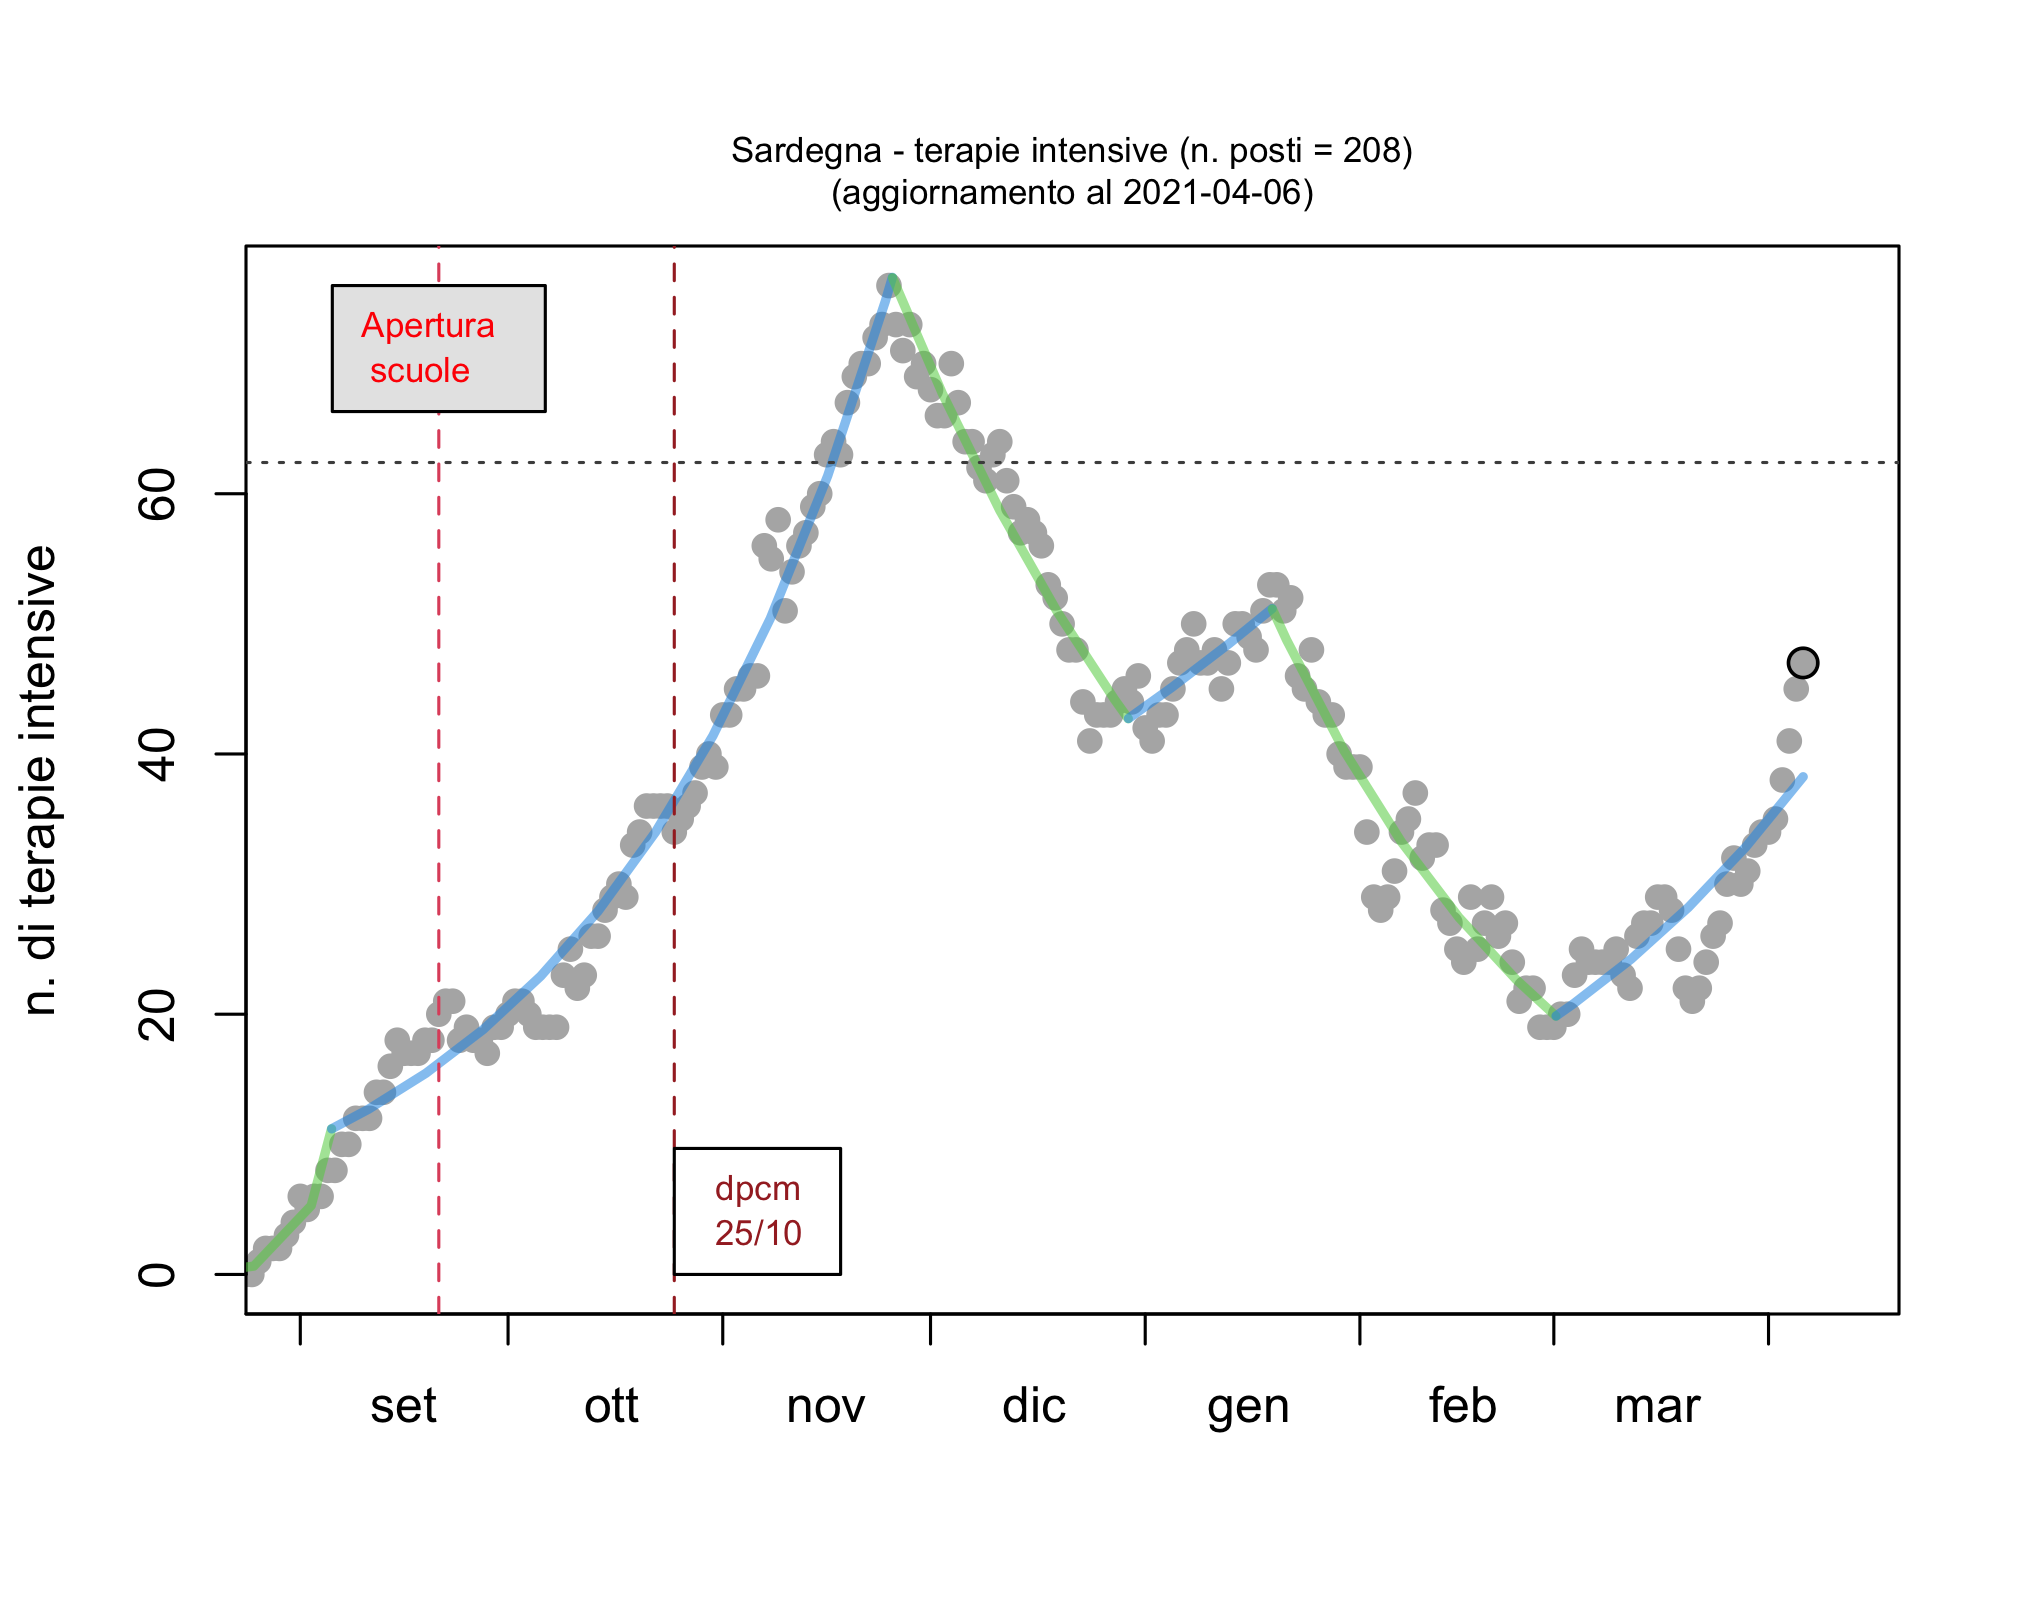 Sardegna - terapie intensive (n. posti = 208)
(aggiornamento al 2021-04-06)
Apertura
scuole
n. di terapie intensive
60
40
20
0
dpcm
25/10
set ott nov dic gen feb mar